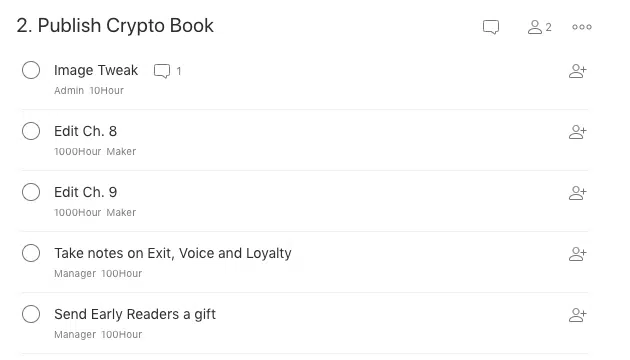 2. Publish Crypto Book 2
Image Tweak 1
Admin 10Hour
Edit Ch. 8
1000Hour Maker
Edit Ch. 9
1000Hour Maker
Take notes on Exit, Voice and Loyalty
Manager 100Hour
Send Early Readers a gift
Manager 100Hour